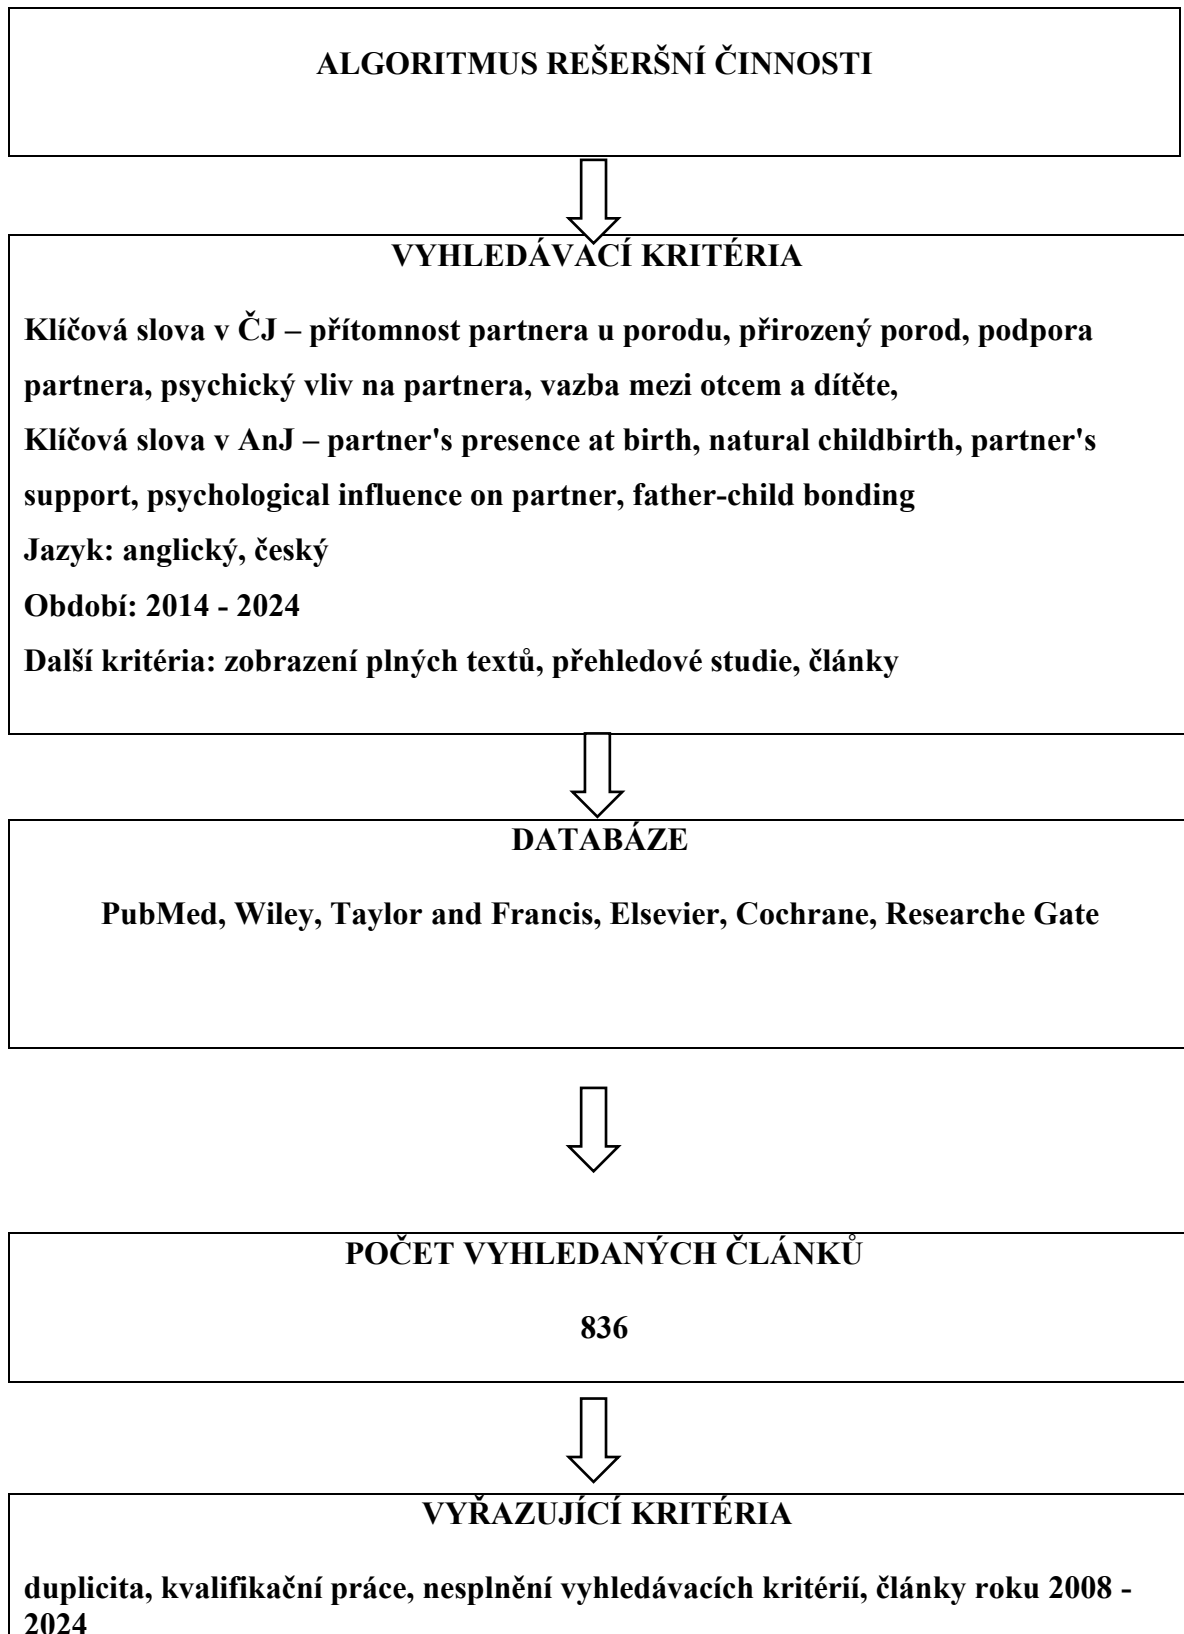 ALGORITMUS REŠERŠNÍ ČINNOSTI
VYHLEDÁVACÍ KRITÉRIA
Klíčová slova v ČJ – přítomnost partnera u porodu, přirozený porod, podpora
partnera, psychický vliv na partnera, vazba mezi otcem a dítěte,
Klíčová slova v AnJ – partner's presence at birth, natural childbirth, partner's
support, psychological influence on partner, father-child bonding
Jazyk: anglický, český
Období: 2014 - 2024
Další kritéria: zobrazení plných textů, přehledové studie, články
DATABÁZE
PubMed, Wiley, Taylor and Francis, Elsevier, Cochrane, Researche Gate
POČET VYHLEDANÝCH ČLÁNKŮ
836
VYŘAZUJÍCÍ KRITÉRIA
duplicita, kvalifikační práce, nesplnění vyhledávacích kritérií, články roku 2008 -
2024